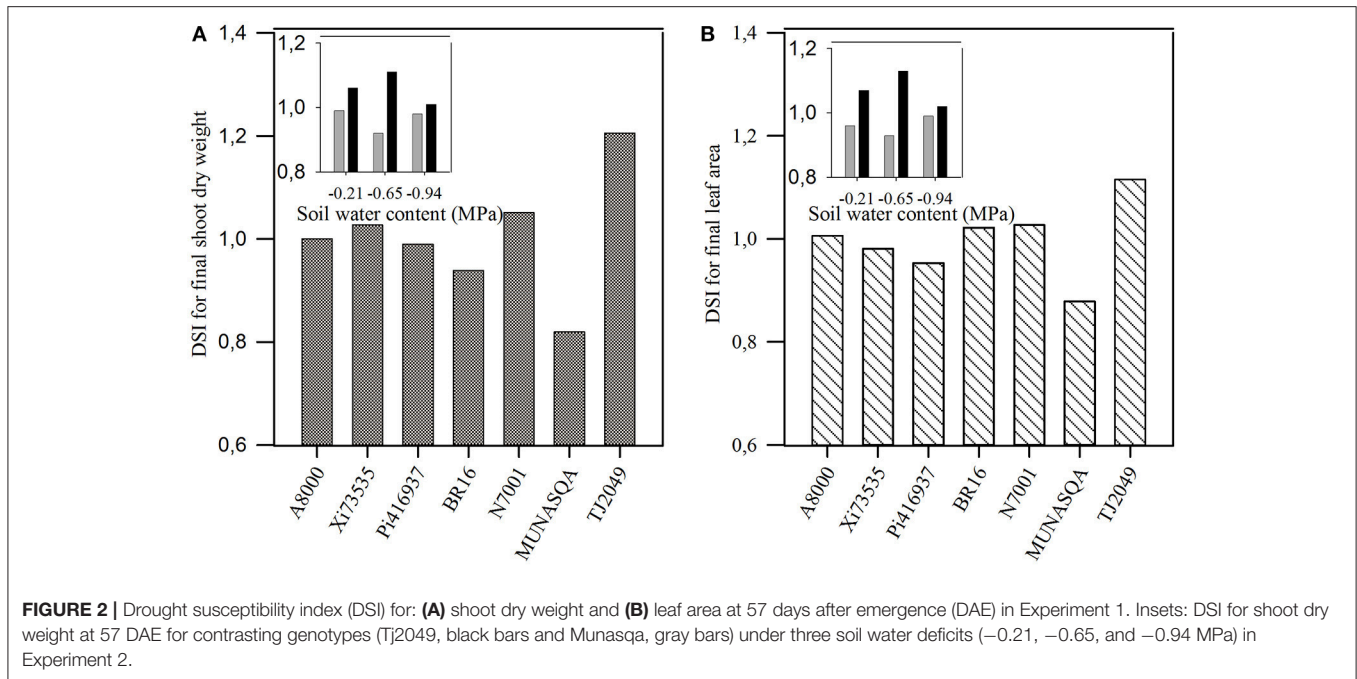 A
1,4
1,2
1,0
0,8
0,6
DSI for final shoot dry weight
1,2
1,0
0,8
-0.21 -0.65 -0.94
Soil water content (MPa)
A8000
Xi73535
Pi416937
BR16
N7001
MUNASQA
TJ2049
B
1,4
1,2
1,0
0,8
0,6
DSI for final leaf area
1,2
1,0
0,8
-0.21 -0.65 -0.94
Soil water content (MPa)
A8000
Xi73535
Pi416937
BR16
N7001
MUNASQA
TJ2049
FIGURE 2 | Drought susceptibility index (DSI) for: (A) shoot dry weight and (B) leaf area at 57 days after emergence (DAE) in Experiment 1. Insets: DSI for shoot dry
weight at 57 DAE for contrasting genotypes (Tj2049, black bars and Munasqa, gray bars) under three soil water deficits (−0.21, −0.65, and −0.94 MPa) in
Experiment 2.